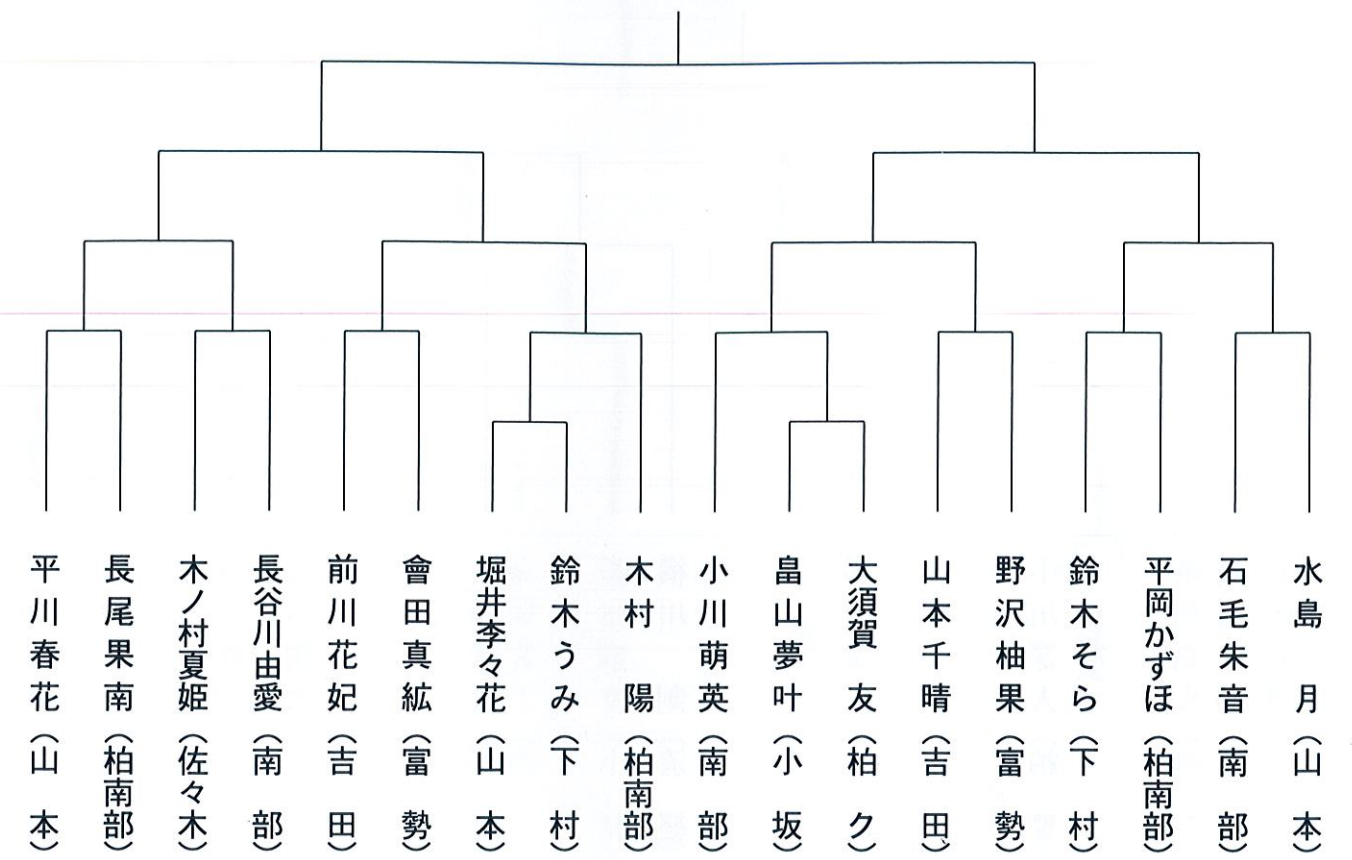 平川春花（山本）
長尾果南（柏南部）
木ノ村夏姫（佐々木）
長谷川由愛（南部）
前川花妃（吉田）
會田真紘（富勢）
堀井李々花（山本）
鈴木うみ（下村）
木村陽（柏南部）
小川萌英（南部）
畠山夢叶（小坂）
大須賀友（柏ク）
山本千晴（吉田）
野沢柚果（富勢）
鈴木そら（下村）
平岡かずほ（柏南部）
石毛朱音（南部）
水島月（山本）